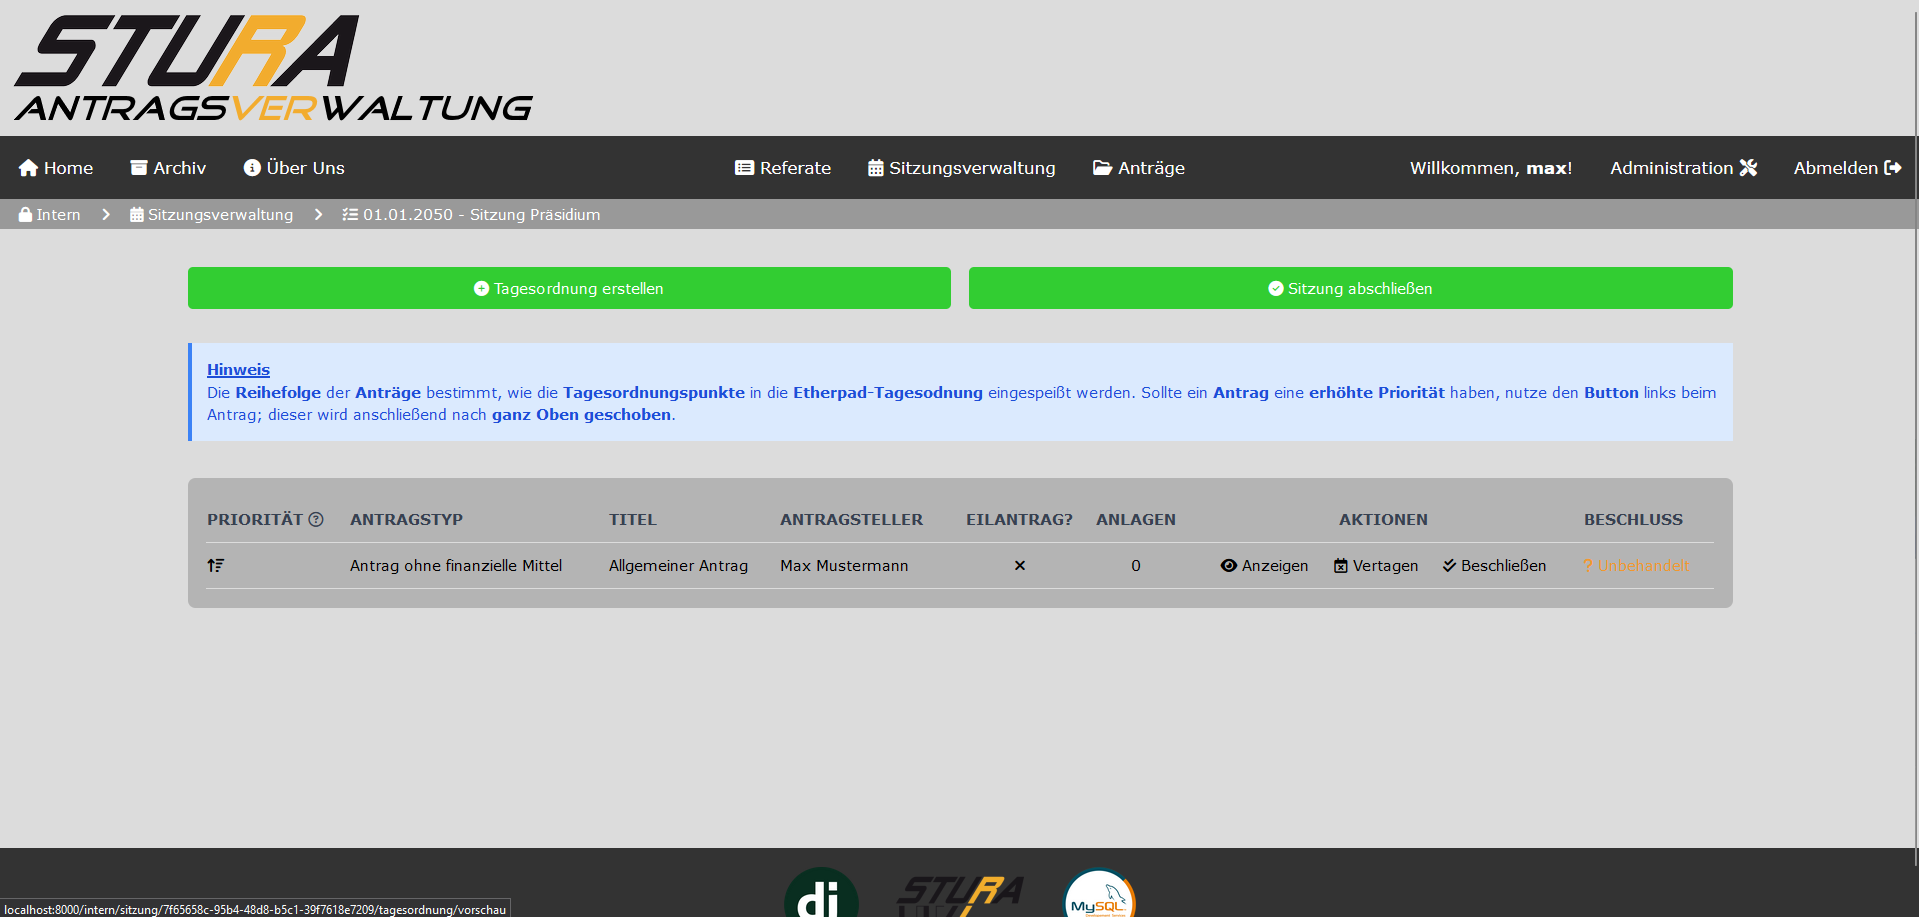 STURA
ANTRAGSVERWALTUNG
Home Archiv Über Uns Referate Sitzungsverwaltung Anträge Willkommen, max! Administration Abmelden
Intern Sitzungsverwaltung 01.01.2050 - Sitzung Präsidium
Tagesordnung erstellen Sitzung abschließen
Hinweis
Die Reihefolge der Anträge bestimmt, wie die Tagesordnungspunkte in die Etherpad-Tagesodnung eingespeißt werden. Sollte ein Antrag eine erhöhte Priorität haben, nutze den Button links beim
Antrag; dieser wird anschließend nach ganz Oben geschoben.
PRIORITÄT ANTRAGSTYP TITEL ANTRAGSTELLER EILANTRAG? ANLAGEN AKTIONEN BESCHLUSS
Antrag ohne finanzielle Mittel Allgemeiner Antrag Max Mustermann 0 Anzeigen Vertagen Beschließen ? Unbehandelt
dj STURA MySQL
localhost:8000/intern/sitzung/7f65658c-95b4-48d8-b5c1-39f7618e7209/tagesordnung/vorschau